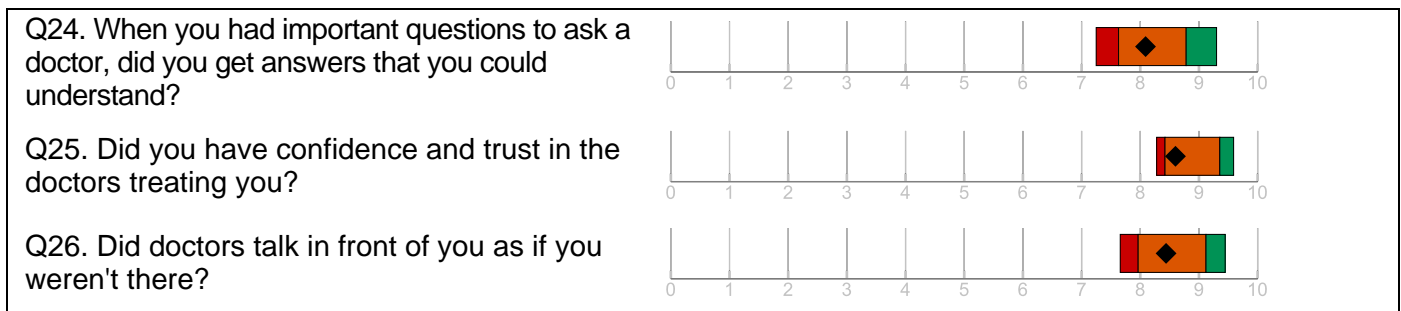 Q24. When you had important questions to ask a
doctor, did you get answers that you could
understand?
0 1 2 3 4 5 6 7 8 9 10
Q25. Did you have confidence and trust in the
doctors treating you?
0 1 2 3 4 5 6 7 8 9 10
Q26. Did doctors talk in front of you as if you
weren't there?
0 1 2 3 4 5 6 7 8 9 10